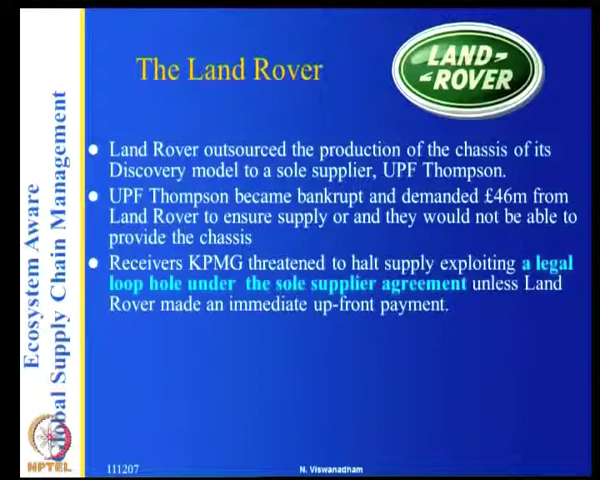 The Land Rover
LAND-
-ROVER
Land Rover outsourced the production of the chassis of its
Discovery model to a sole supplier, UPF Thompson.
UPF Thompson became bankrupt and demanded £46m from
Land Rover to ensure supply or and they would not be able to
provide the chassis
Receivers KPMG threatened to halt supply exploiting a legal
loop hole under the sole supplier agreement unless Land
Rover made an immediate up-front payment.
Ecosystem Aware
Global Supply Chain Management
NPTEL
111207
N. Viswanadham